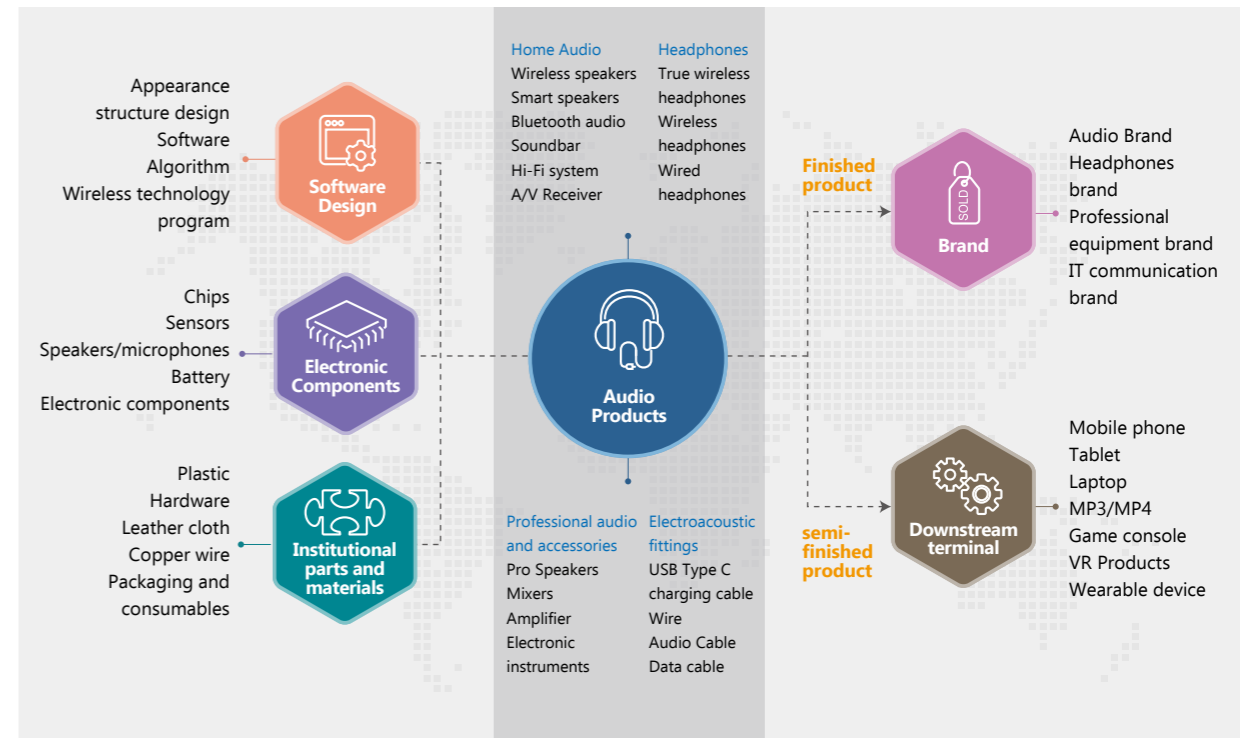 Appearance
structure design
Software
Algorithm
Wireless technology
program
Software
Design
Chips
Sensors
Speakers/microphones
Battery
Electronic components
Electronic
Components
Plastic
Hardware
Leather cloth
Copper wire
Packaging and
consumables
Institutional
parts and
materials
Home Audio
Wireless speakers
Smart speakers
Bluetooth audio
Soundbar
Hi-Fi system
A/V Receiver
Headphones
True wireless
headphones
Wireless
headphones
Wired
headphones
Audio
Products
Professional audio
and accessories
Pro Speakers
Mixers
Amplifier
Electronic
instruments
Electroacoustic
fittings
USB Type C
charging cable
Wire
Audio Cable
Data cable
Finished
product
SOLD
Brand
Audio Brand
Headphones
brand
Professional
equipment brand
IT communication
brand
semi-
finished
product
Downstream
terminal
Mobile phone
Tablet
Laptop
MP3/MP4
Game console
VR Products
Wearable device